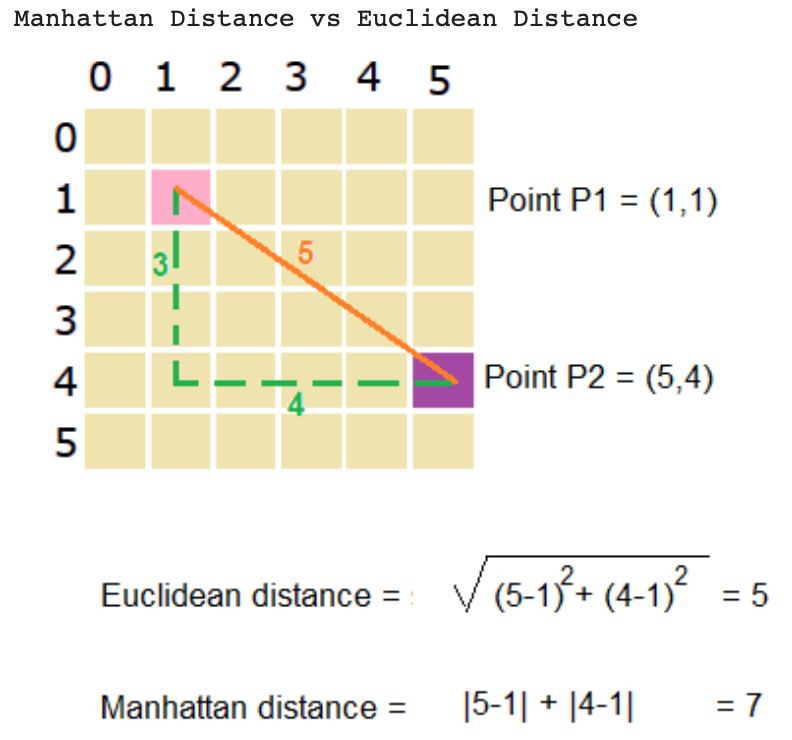 Manhattan Distance vs Euclidean Distance
0 1 2 3 4 5
0
1 Point P1 = (1,1)
2 3 5
3
4 Point P2 = (5,4)
4
5
Euclidean distance = √(5-1)² + (4-1)² = 5
Manhattan distance = |5-1| + |4-1| = 7